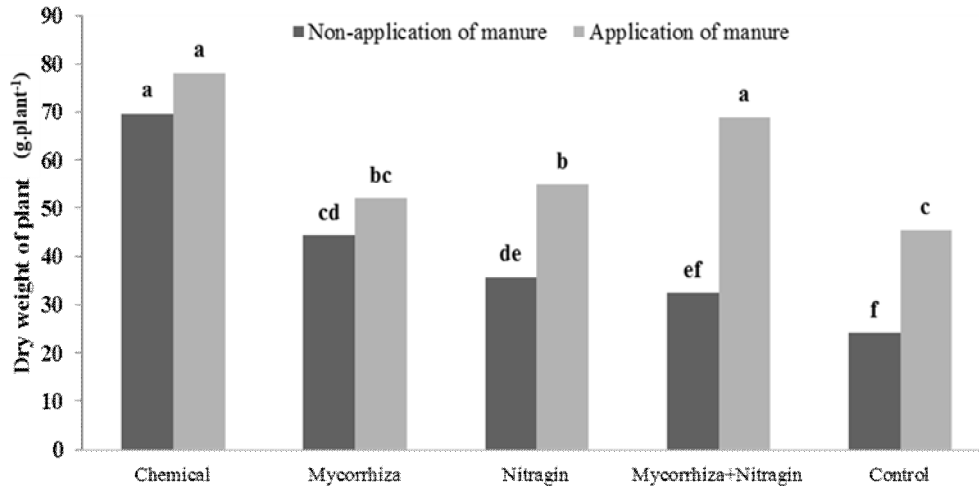 Non-application of manure Application of manure
Dry weight of plant (g.plant-1)
90
80
70
60
50
40
30
20
10
0
a a
cd bc
de b
ef a
f c
Chemical Mycorrhiza Nitragin Mycorrhiza+Nitragin Control